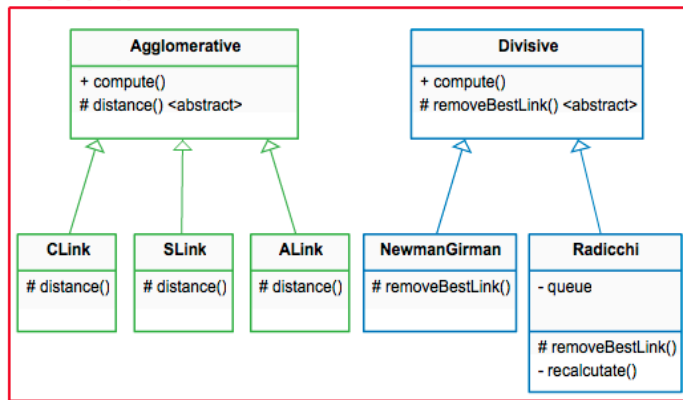 Agglomerative
+ compute()
# distance() <abstract>
Divisive
+ compute()
# removeBestLink() <abstract>
CLink
# distance()
SLink
# distance()
ALink
# distance()
NewmanGirman
# removeBestLink()
Radicchi
- queue
# removeBestLink()
- recalcutate()